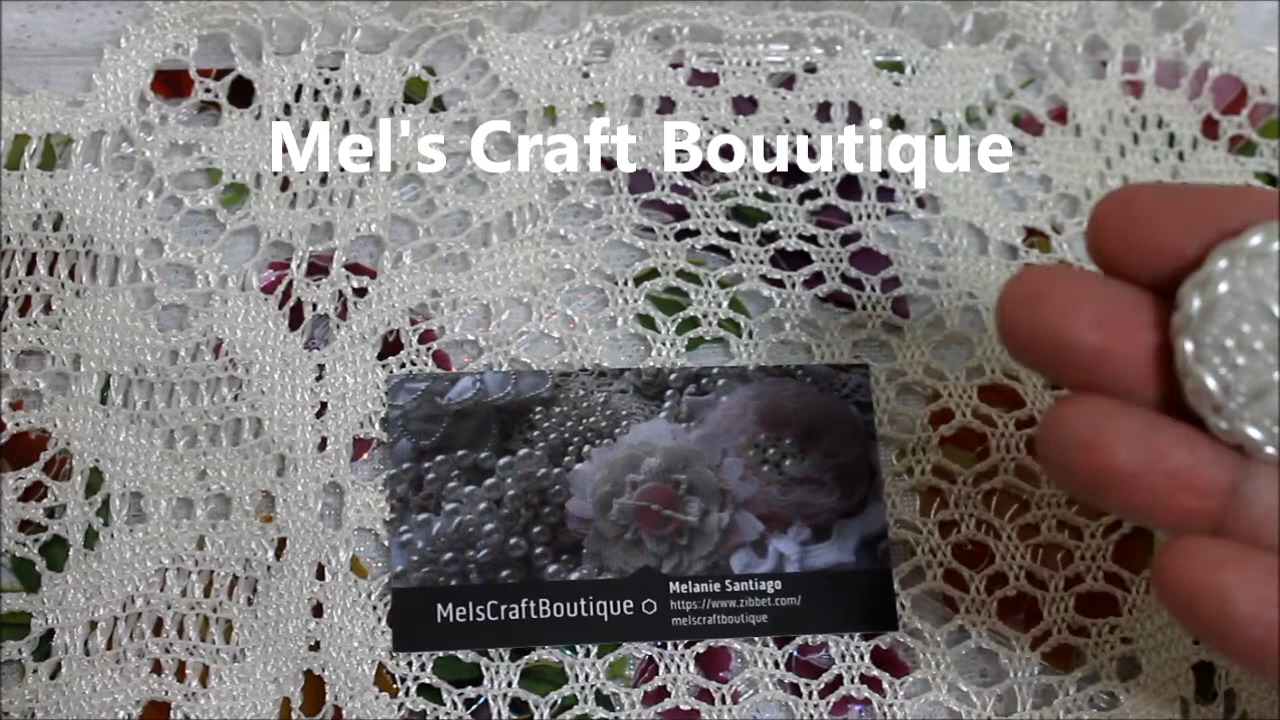 Mel's Craft Bouutique
MelsCraftBoutique
Melanie Santiago
https://www.zibbet.com/
melscraftboutique